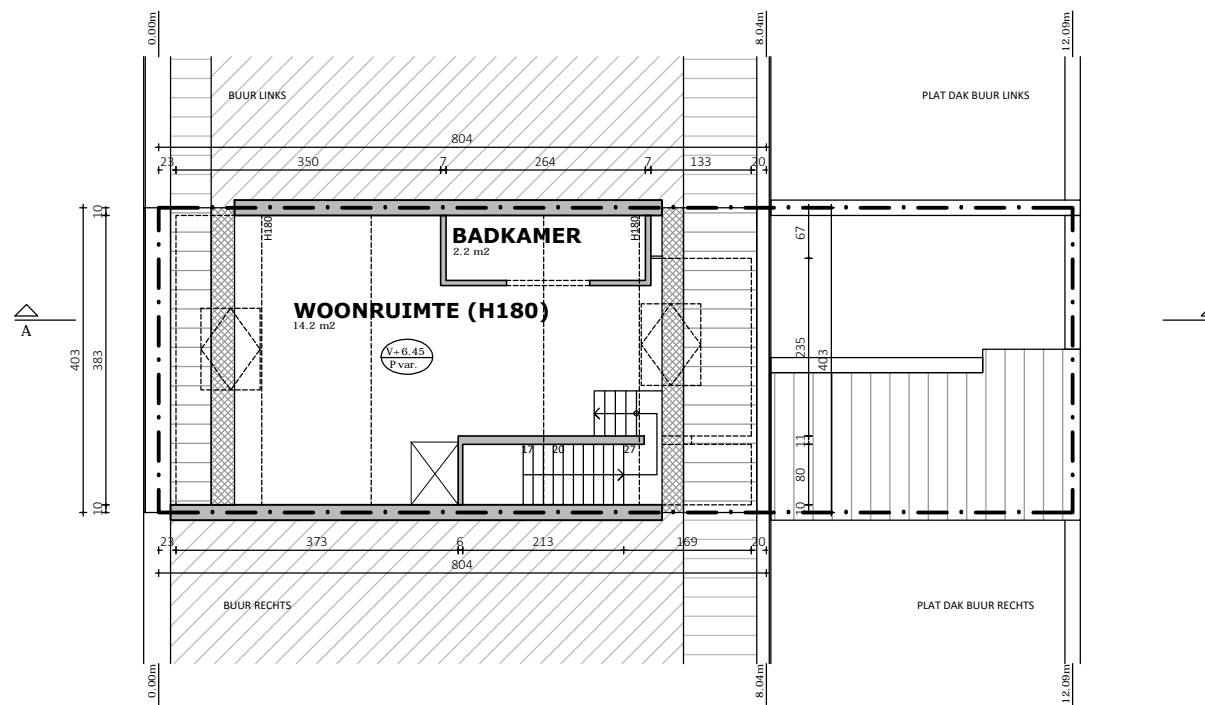 0.00m
8.04m
12.09m
BUUR LINKS
PLAT DAK BUUR LINKS
804
23
350
7
264
7
133
20
10
383
403
10
H180
H180
BADKAMER
2.2 m2
67
WOONRUIMTE (H180)
14.2 m2
A
V+6.45
P var.
235
403
17
20
27
11
80
10
23
373
6
213
169
20
804
BUUR RECHTS
PLAT DAK BUUR RECHTS
0.00m
8.04m
12.09m